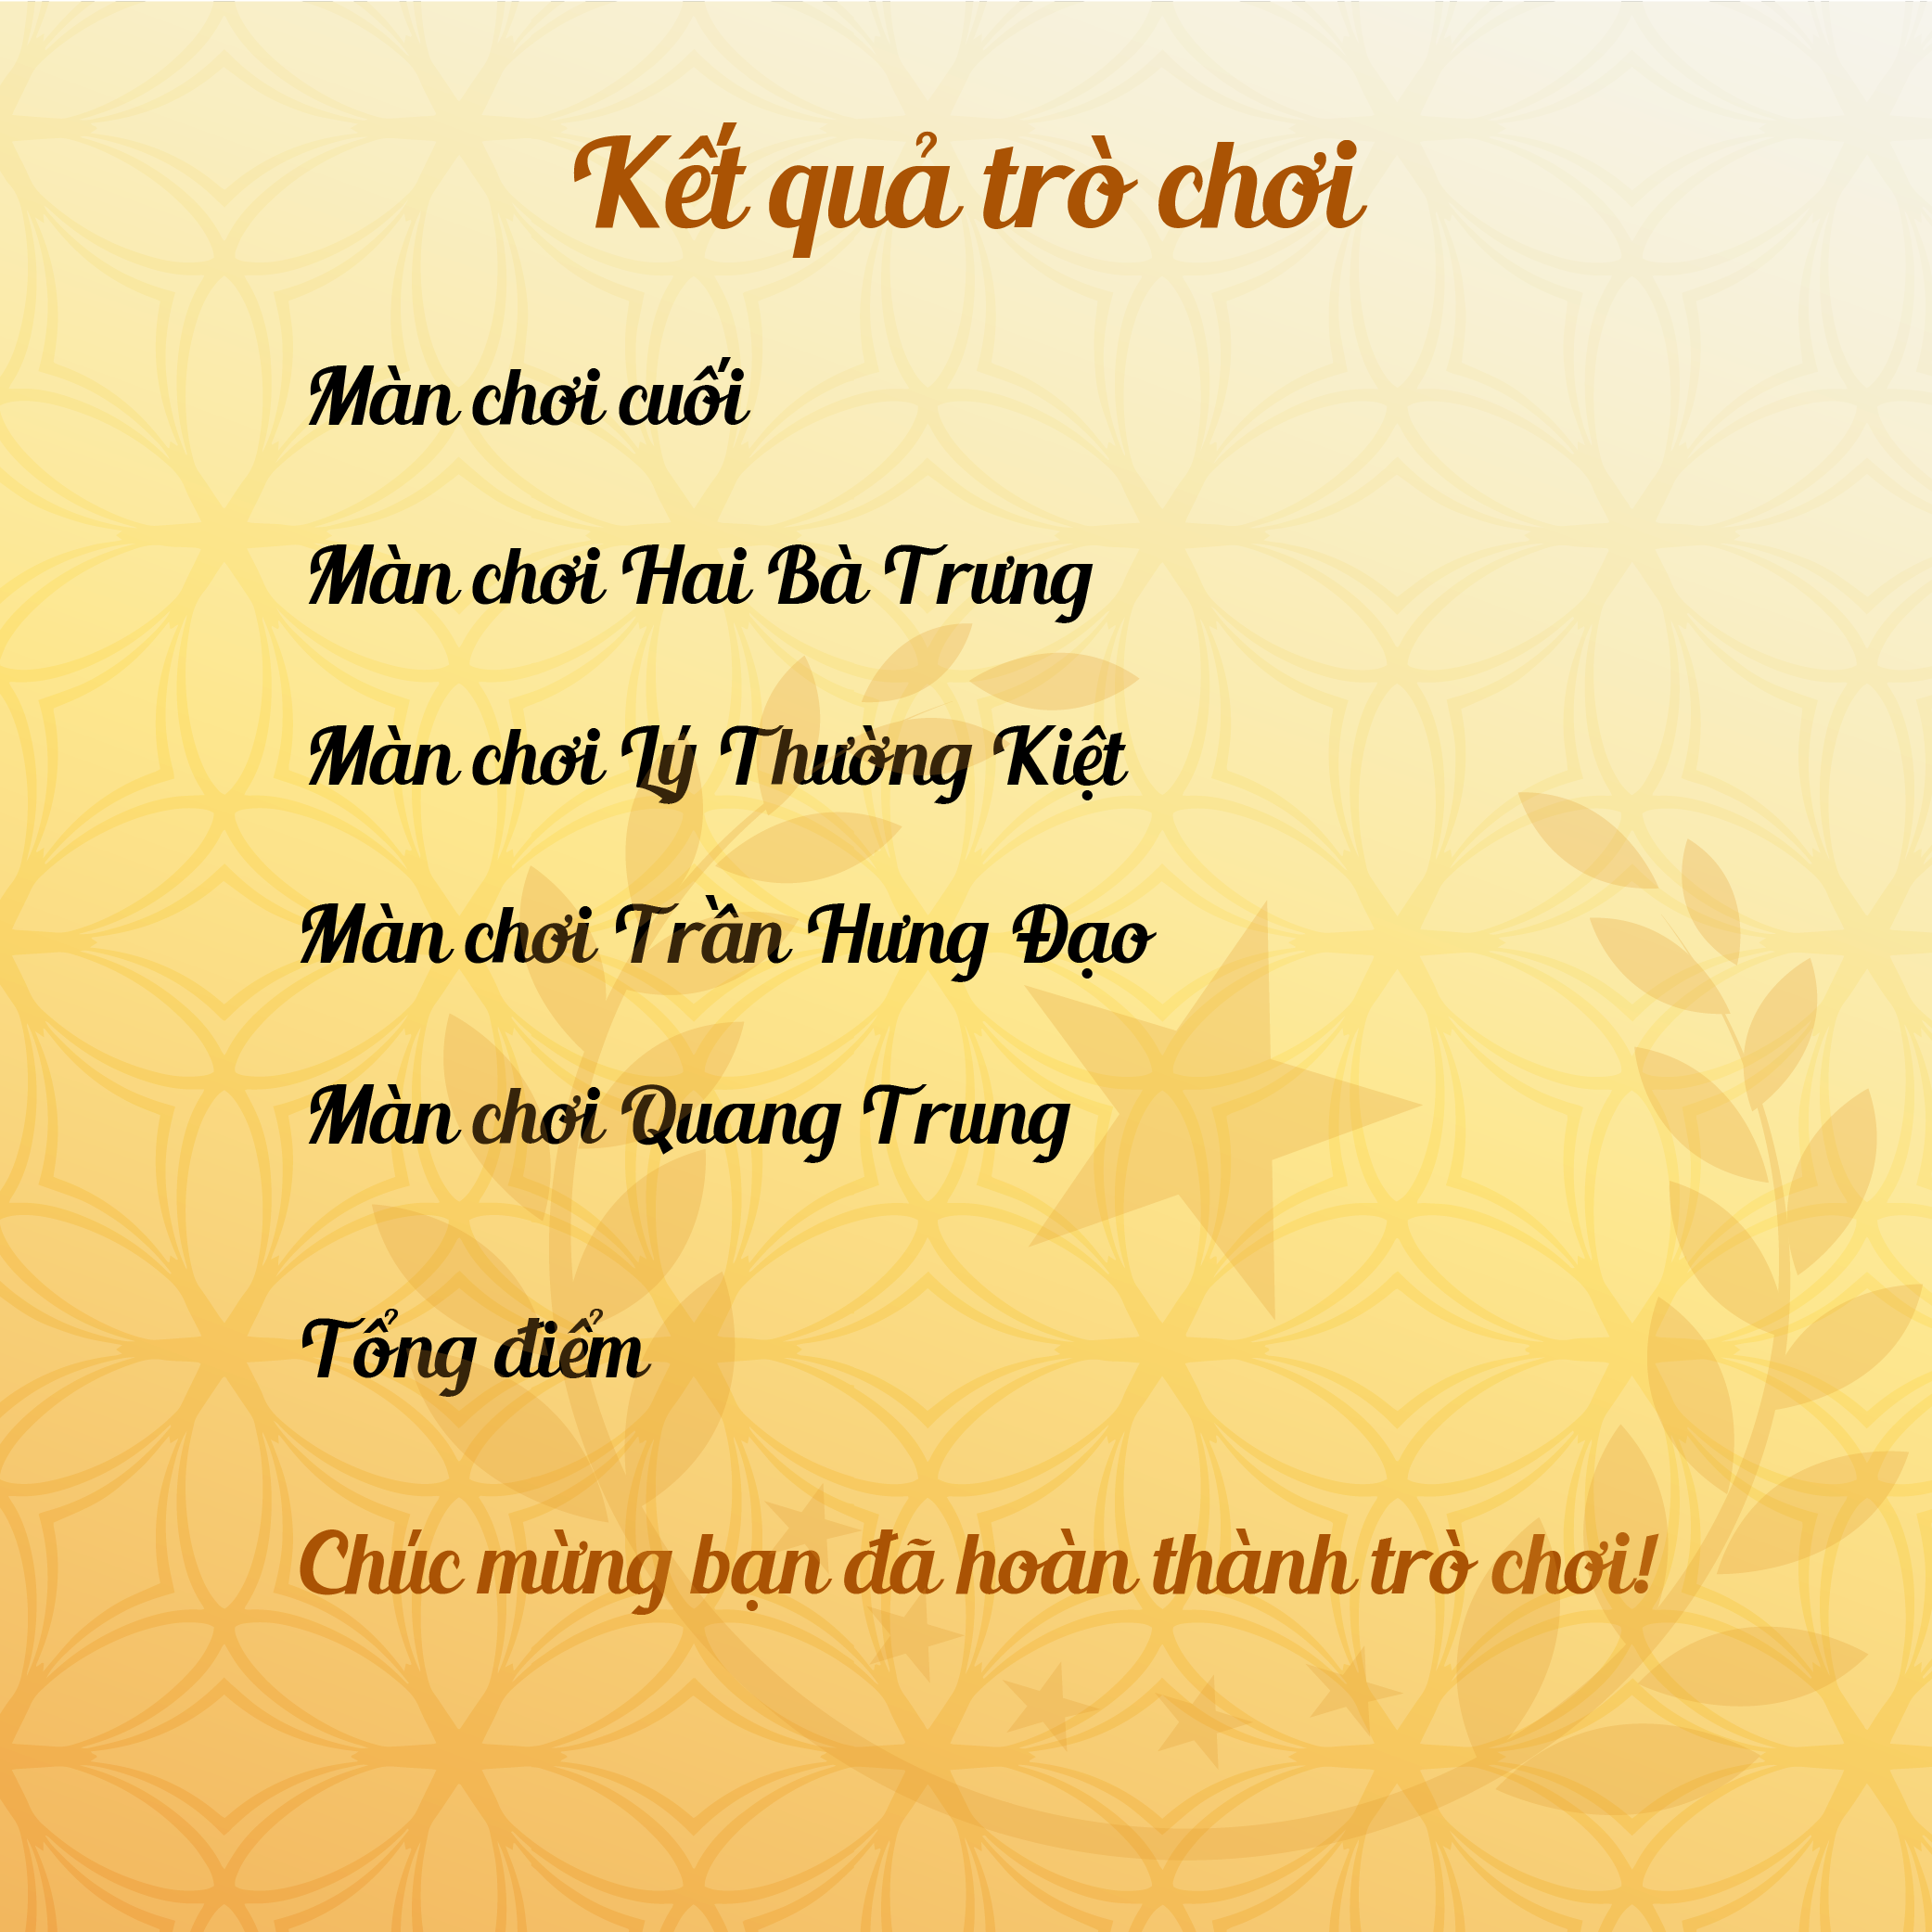 Kết quả trò chơi
Màn chơi cuối
Màn chơi Hai Bà Trưng
Màn chơi Lý Thường Kiệt
Màn chơi Trần Hưng Đạo
Màn chơi Quang Trung
Tổng điểm
Chúc mừng bạn đã hoàn thành trò chơi!